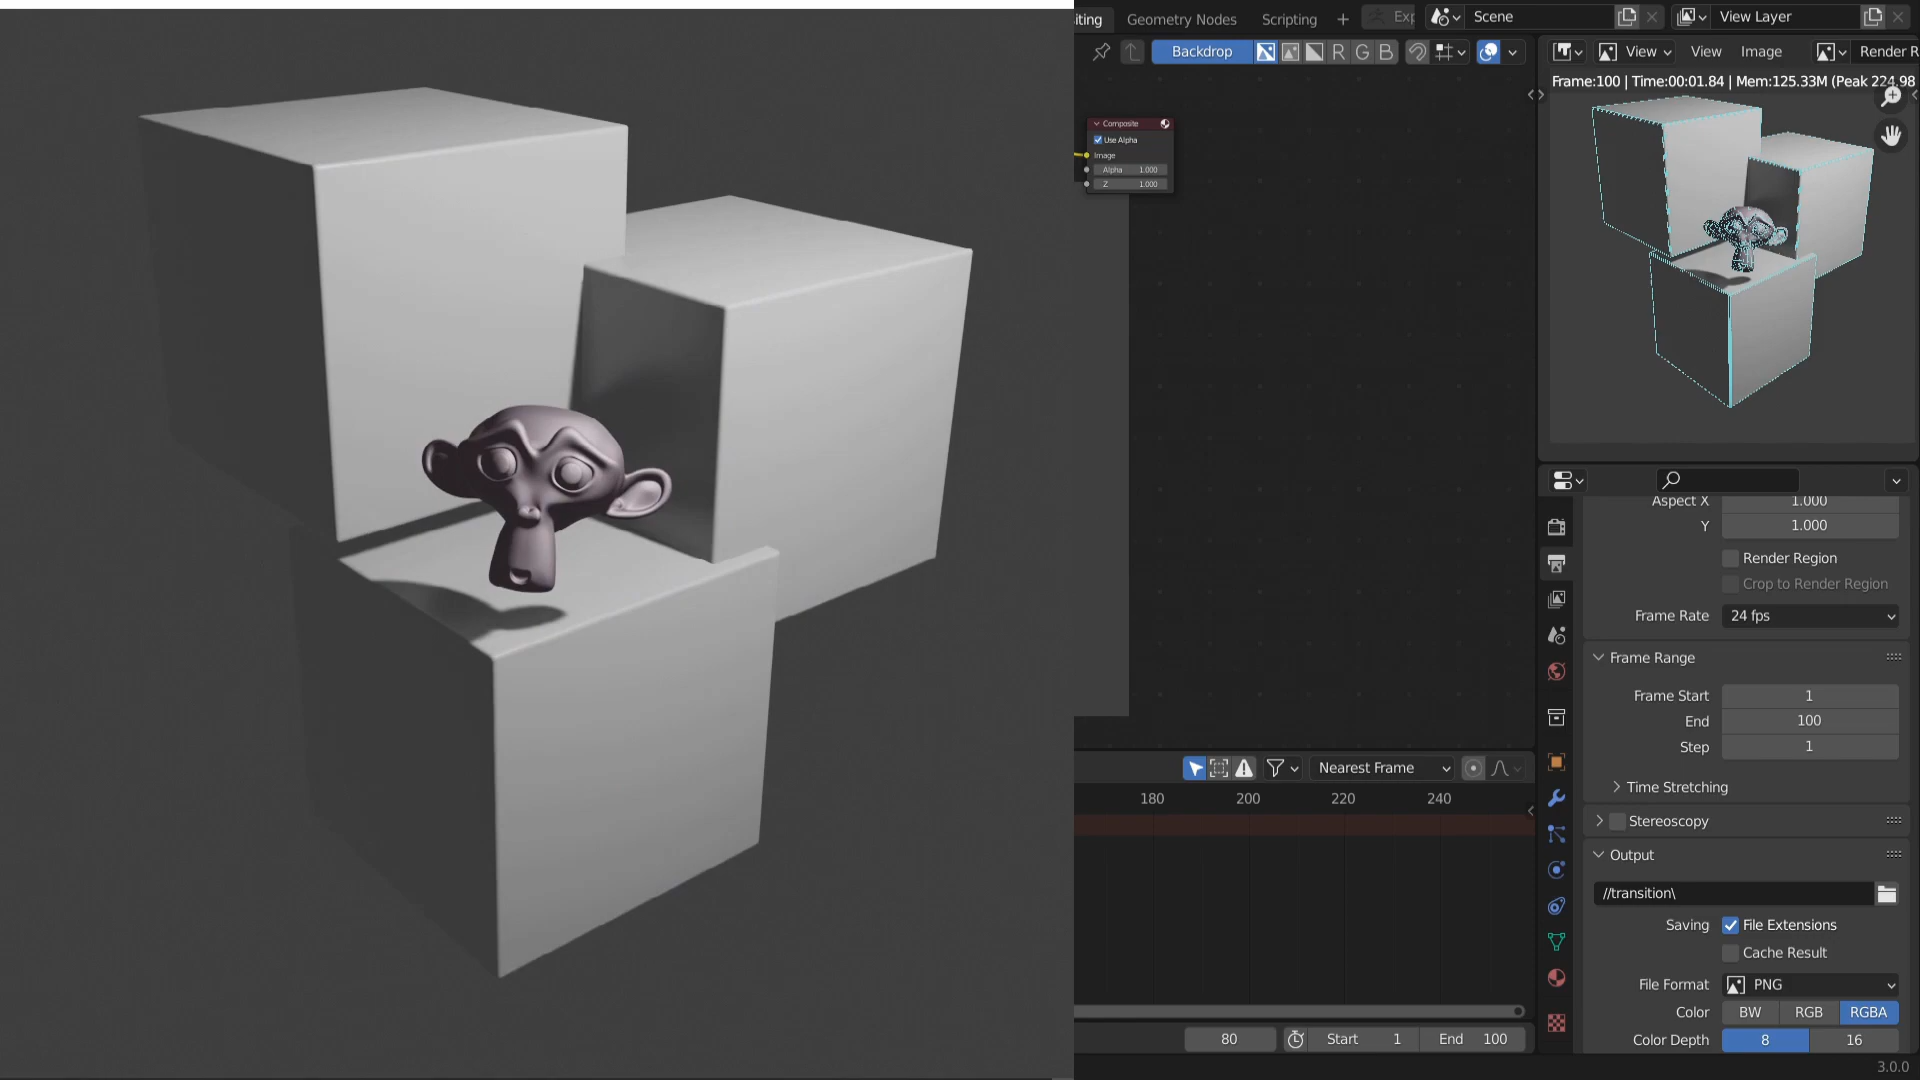 iting Geometry Nodes Scripting + Exp Scene View Layer
Backdrop R G B View View Image Render R
Frame:100 | Time:00:01.84 | Mem:125.33M (Peak 224.98
Composite
Use Alpha
Image
Alpha 1.000
Z 1.000
Aspect X 1.000
Y 1.000
Render Region
Crop to Render Region
Frame Rate 24 fps
Frame Range
Frame Start 1
End 100
Step 1
Nearest Frame
180 200 220 240
Time Stretching
Stereoscopy
Output
//transition\
Saving File Extensions
Cache Result
File Format PNG
Color BW RGB RGBA
80 Start 1 End 100
Color Depth 8 16
3.0.0